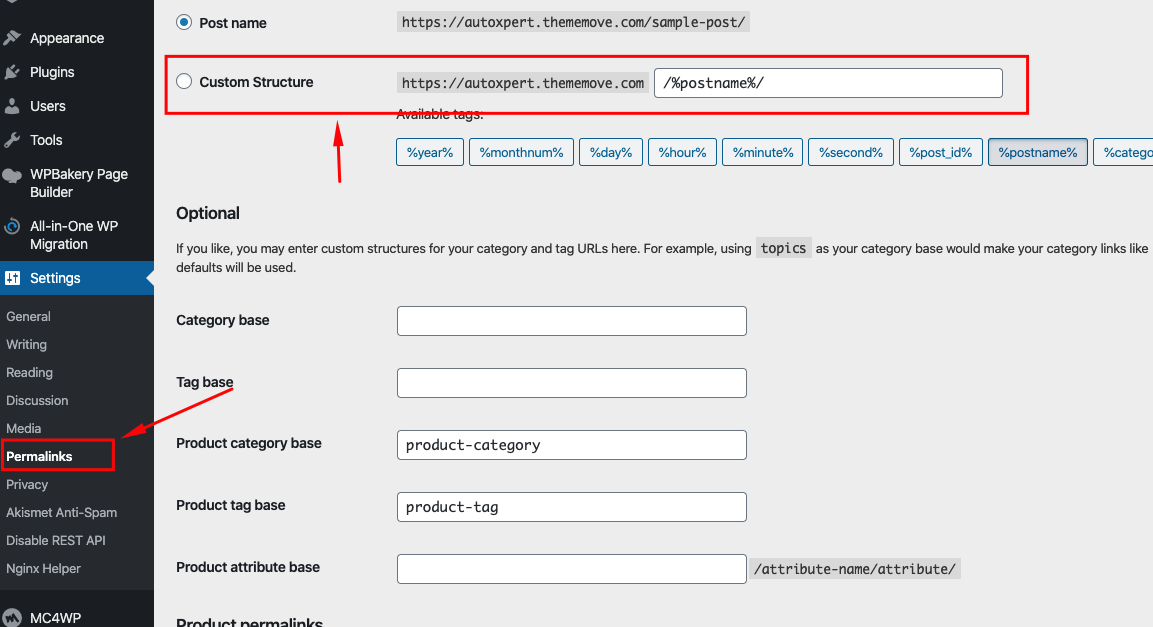 Appearance
Plugins
Users
Tools
WPBakery Page
Builder
All-in-One WP
Migration
Settings
General
Writing
Reading
Discussion
Media
Permalinks
Privacy
Akismet Anti-Spam
Disable REST API
Nginx Helper
MC4WP
Post name https://autoxpert.thememove.com/sample-post/
Custom Structure https://autoxpert.thememove.com /%postname%/
Available tags:
%year% %monthnum% %day% %hour% %minute% %second% %post_id% %postname% %catego
Optional
If you like, you may enter custom structures for your category and tag URLs here. For example, using topics as your category base would make your category links like
defaults will be used.
Category base
Tag base
Product category base product-category
Product tag base product-tag
Product attribute base /attribute-name/attribute/
Product permalinks